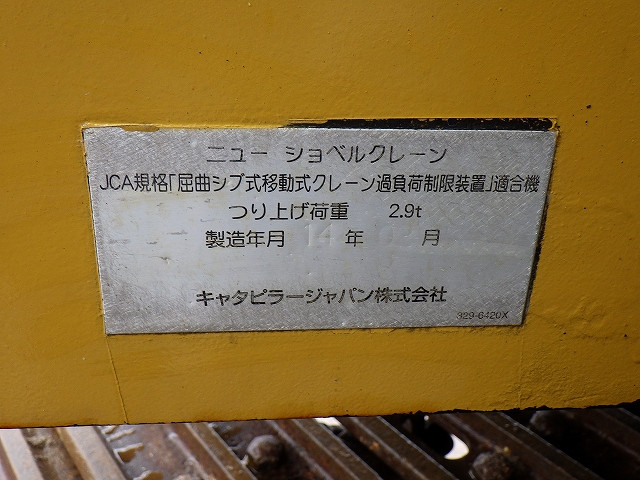 ニュー ショベルクレーン
JCA規格「屈曲ジブ式移動式クレーン過負荷制限装置」適合機
つり上げ荷重 2.9t
製造年月 14 年 月
キャタピラージャパン株式会社
329-6420X